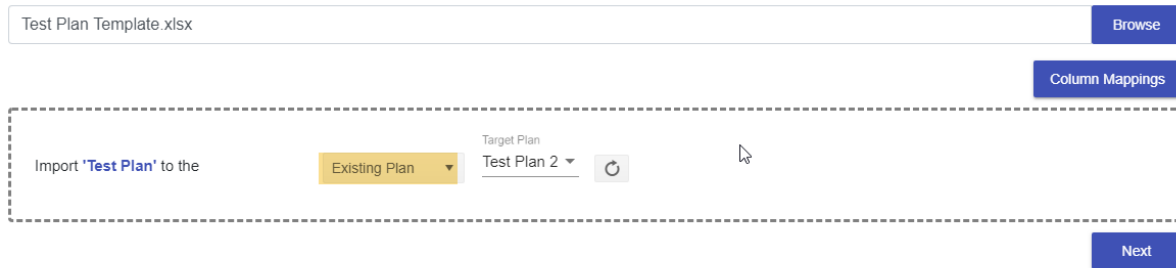 Test Plan Template.xlsx Browse
Column Mappings
Target Plan
Import 'Test Plan' to the Existing Plan Test Plan 2
Next